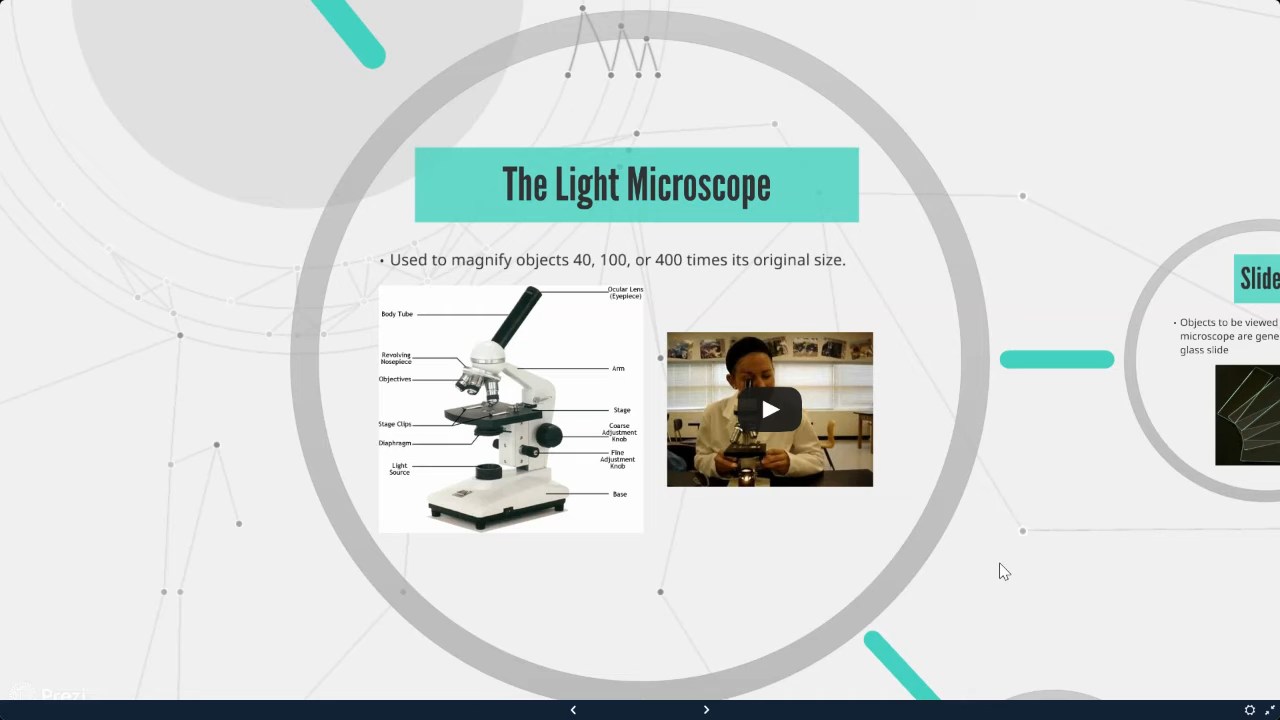 The Light Microscope
• Used to magnify objects 40, 100, or 400 times its original size.
Ocular Lens
(Eyepiece)
Body Tube
Revolving
Nosepiece
Arm
Objectives
Stage
Stage Clips
Coarse
Adjustment
Knob
Diaphragm
Fine
Adjustment
Knob
Light
Source
Base
Slide
• Objects to be viewed
microscope are gene
glass slide
Prezi